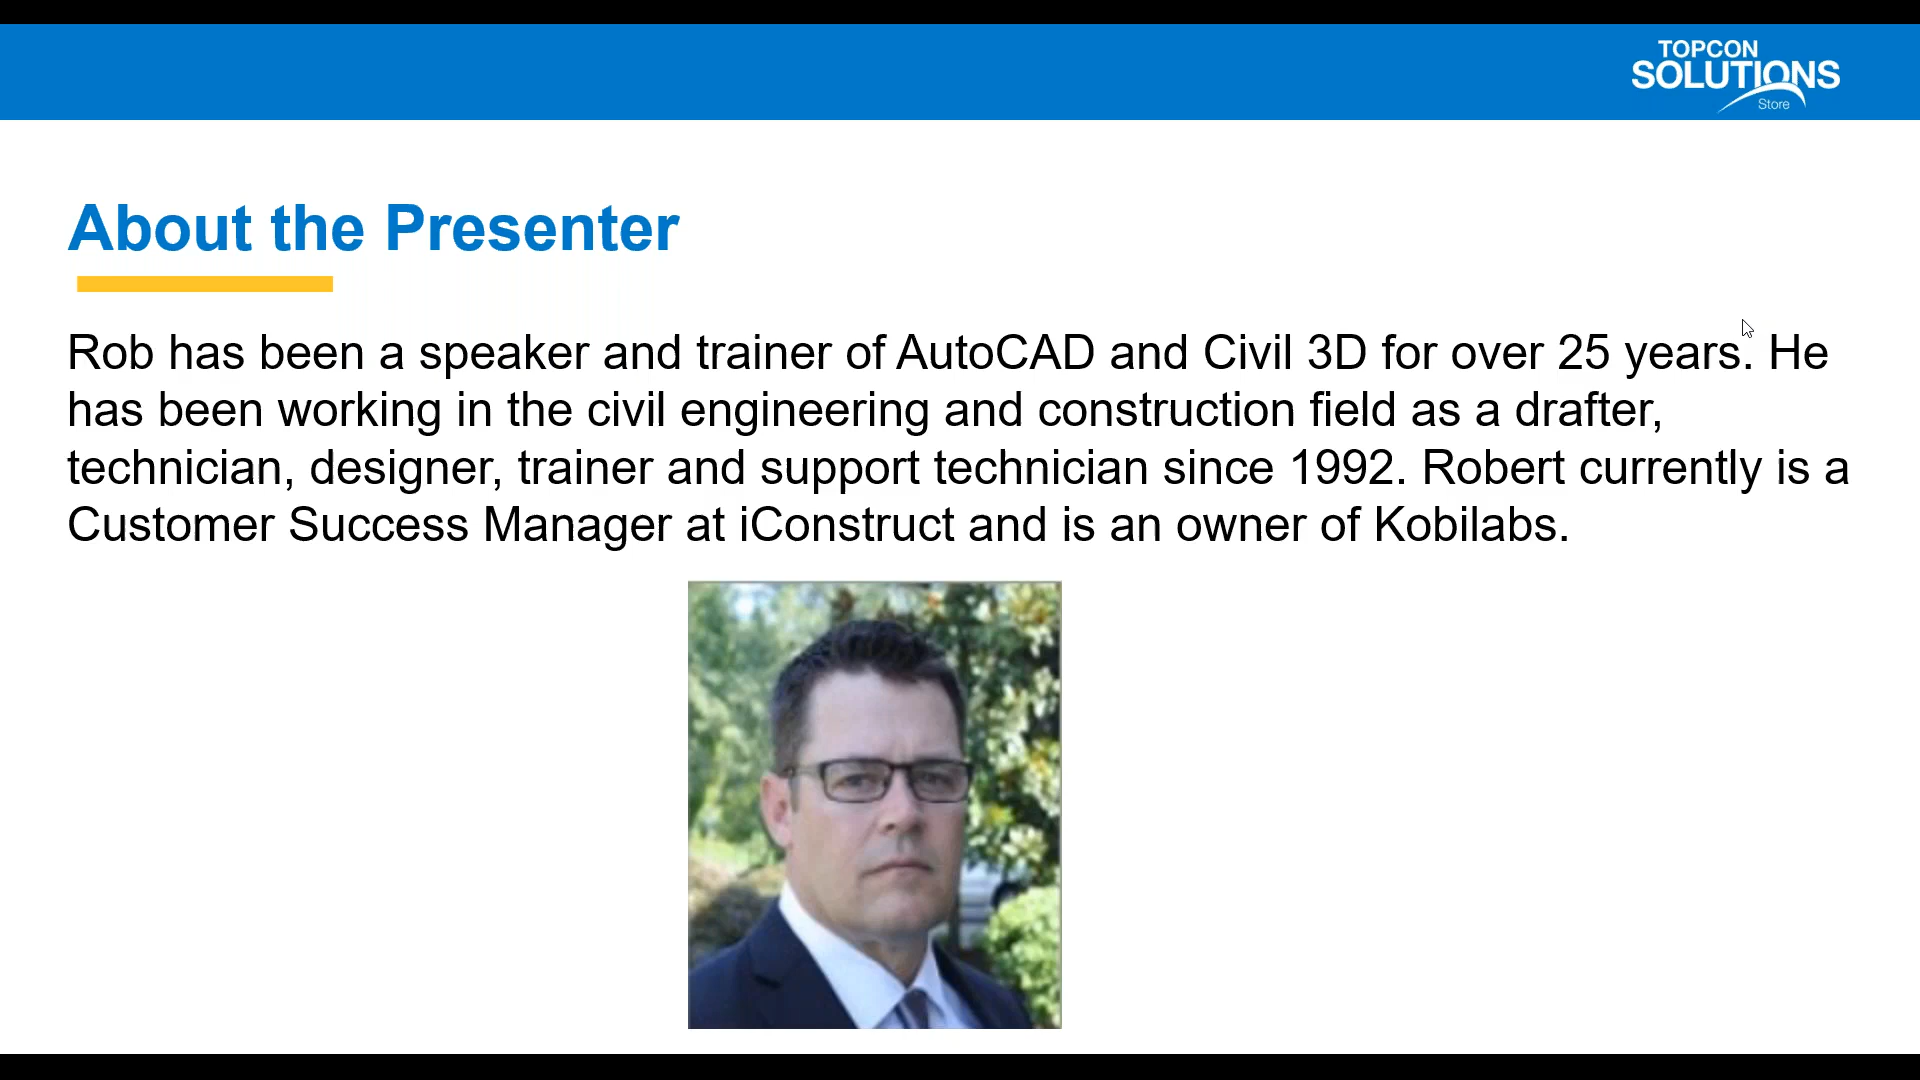 TOPCON
SOLUTIONS
Store
About the Presenter
Rob has been a speaker and trainer of AutoCAD and Civil 3D for over 25 years. He
has been working in the civil engineering and construction field as a drafter,
technician, designer, trainer and support technician since 1992. Robert currently is a
Customer Success Manager at iConstruct and is an owner of Kobilabs.